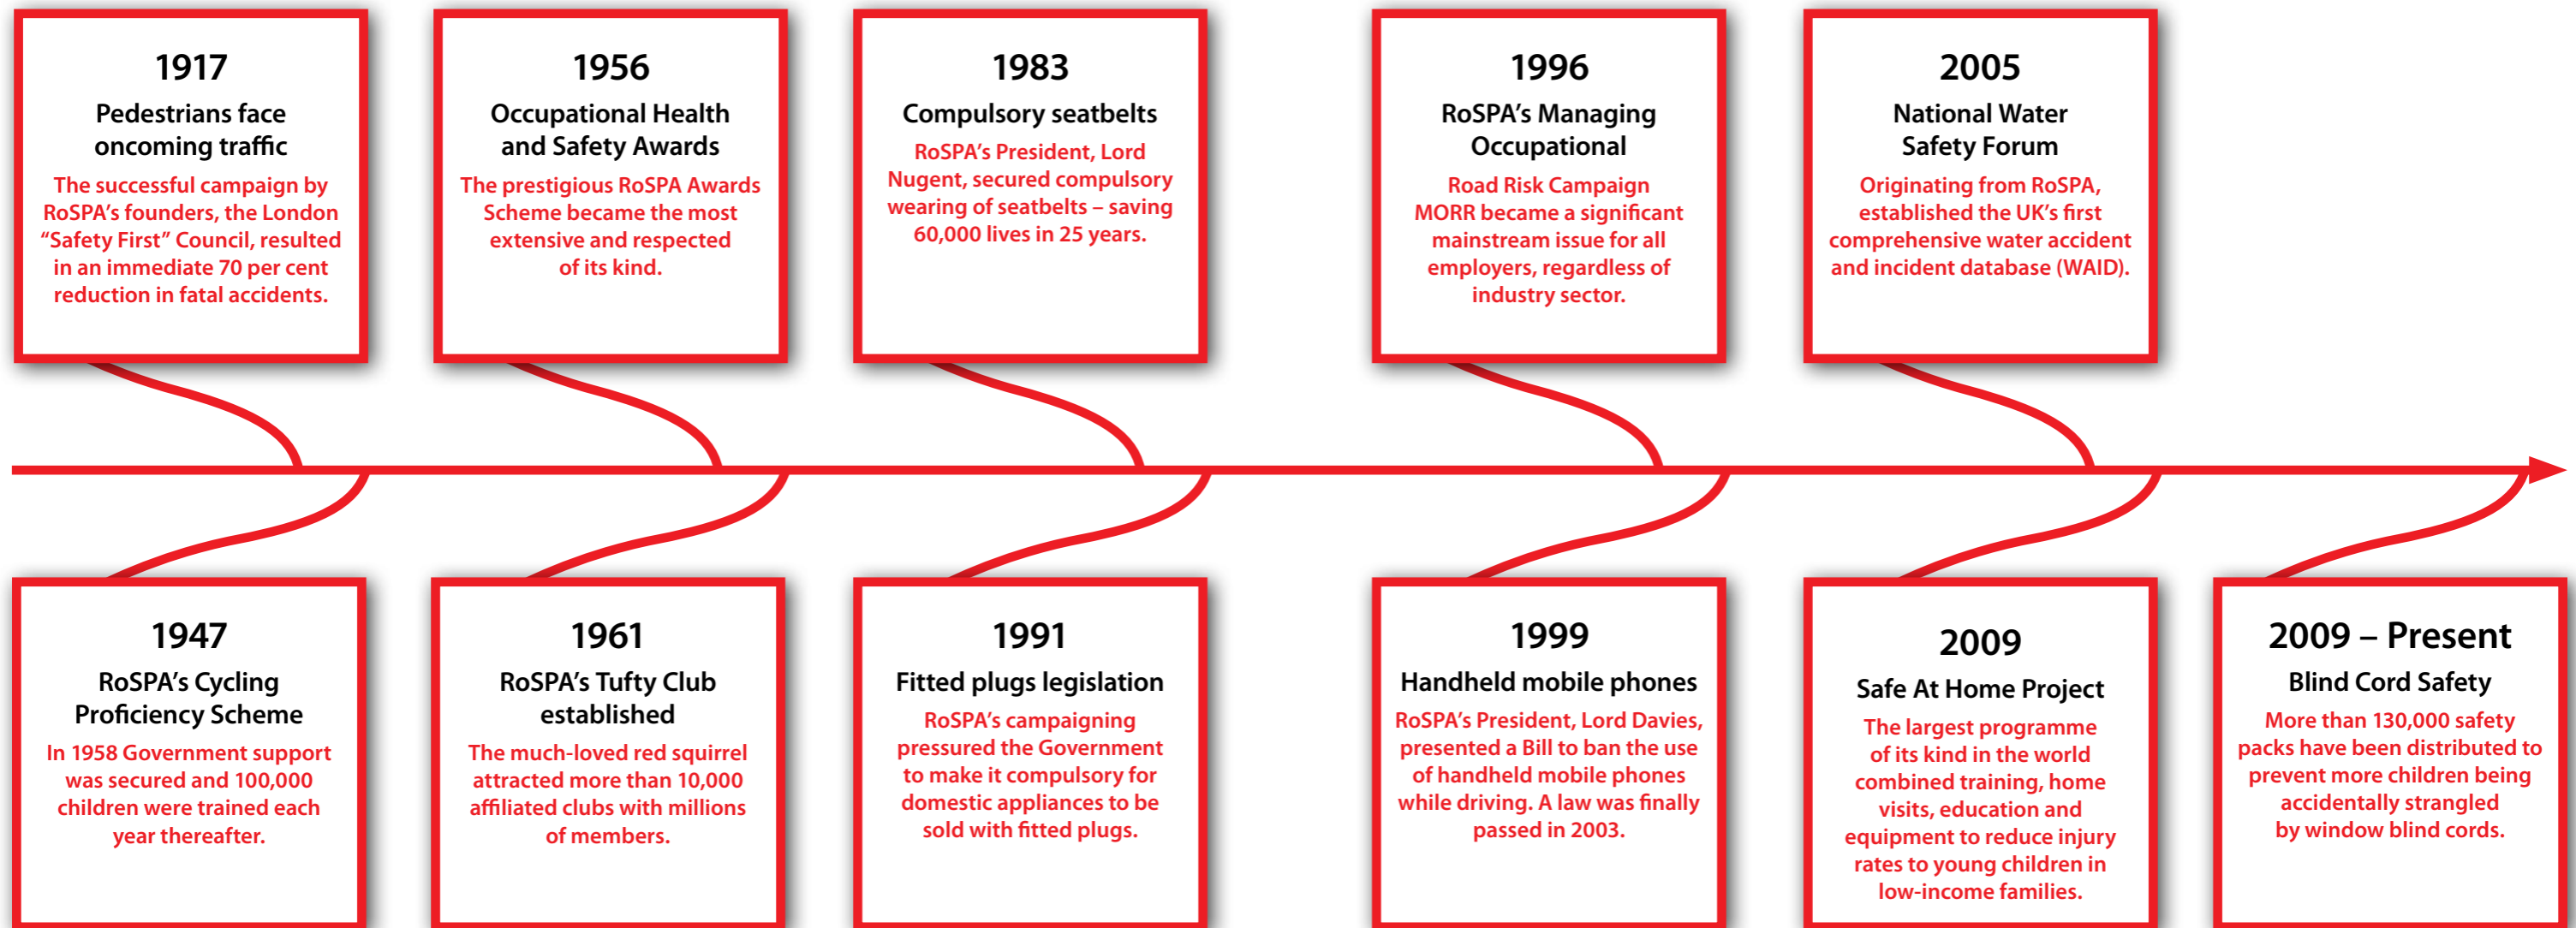 1917
Pedestrians face
oncoming traffic
The successful campaign by
RoSPA’s founders, the London
“Safety First” Council, resulted
in an immediate 70 per cent
reduction in fatal accidents.
1956
Occupational Health
and Safety Awards
The prestigious RoSPA Awards
Scheme became the most
extensive and respected
of its kind.
1983
Compulsory seatbelts
RoSPA’s President, Lord
Nugent, secured compulsory
wearing of seatbelts – saving
60,000 lives in 25 years.
1996
RoSPA’s Managing
Occupational
Road Risk Campaign
MORR became a significant
mainstream issue for all
employers, regardless of
industry sector.
2005
National Water
Safety Forum
Originating from RoSPA,
established the UK’s first
comprehensive water accident
and incident database (WAID).
1947
RoSPA’s Cycling
Proficiency Scheme
In 1958 Government support
was secured and 100,000
children were trained each
year thereafter.
1961
RoSPA’s Tufty Club
established
The much-loved red squirrel
attracted more than 10,000
affiliated clubs with millions
of members.
1991
Fitted plugs legislation
RoSPA’s campaigning
pressured the Government
to make it compulsory for
domestic appliances to be
sold with fitted plugs.
1999
Handheld mobile phones
RoSPA’s President, Lord Davies,
presented a Bill to ban the use
of handheld mobile phones
while driving. A law was finally
passed in 2003.
2009
Safe At Home Project
The largest programme
of its kind in the world
combined training, home
visits, education and
equipment to reduce injury
rates to young children in
low-income families.
2009 – Present
Blind Cord Safety
More than 130,000 safety
packs have been distributed to
prevent more children being
accidentally strangled
by window blind cords.